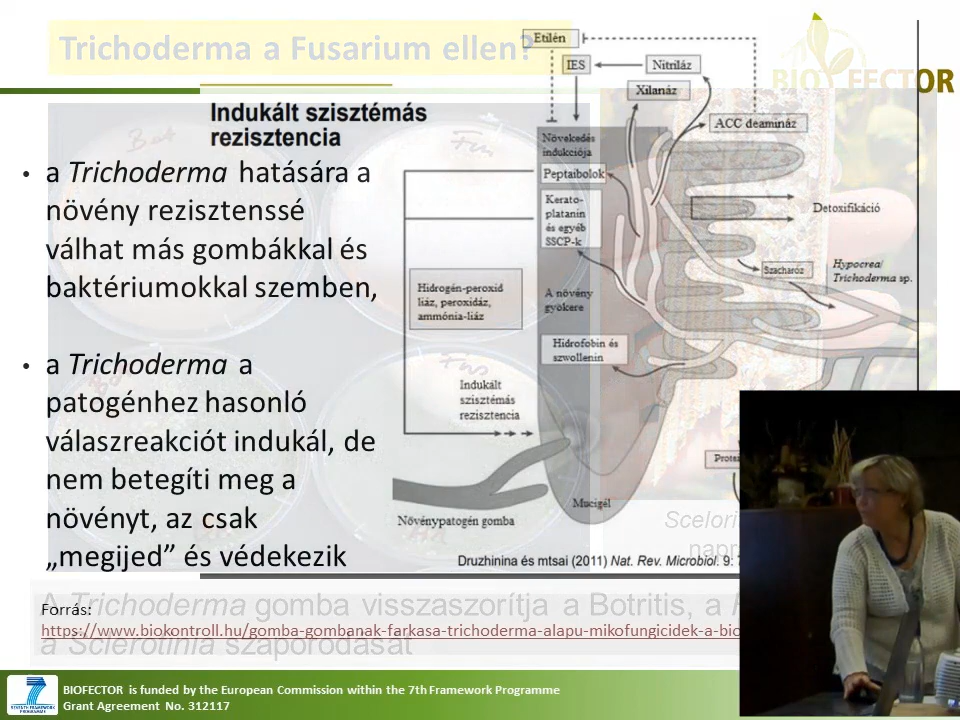 Trichoderma a Fusarium ellen?
BIO FECTOR
Indukált szisztémás
rezisztencia
• a Trichoderma hatására a
növény rezisztenssé
válhat más gombákkal és
baktériumokkal szemben,
• a Trichoderma a
patogénhez hasonló
válaszreakciót indukál, de
nem betegíti meg a
növényt, az csak
„megijed” és védekezik
Etilén
IES
Nitriláz
Xilanáz
ACC deamináz
Növekedés
indukciója
Peptaibolok
Kerato-
platanin
és egyéb
SSCP-k
Detoxifikáció
Szacharóz
Hypocrea/
Trichoderma sp.
Hidrogén-peroxid
liáz, peroxidáz,
ammónia-liáz
A növény
gyökere
Hidrofobin és
szwollenin
Indukált
szisztémás
rezisztencia
Mucigél
Növénypatogén gomba
Druzhinina és mtsai (2011) Nat. Rev. Microbiol. 9:
A Trichoderma gomba visszaszorítja a Botritis, a
a Sclerotinia szaporodását
Forrás:
https://www.biokontroll.hu/gomba-gombanak-farkasa-trichoderma-alapu-mikofungicidek-a-bio
BIOFECTOR is funded by the European Commission within the 7th Framework Programme
Grant Agreement No. 312117